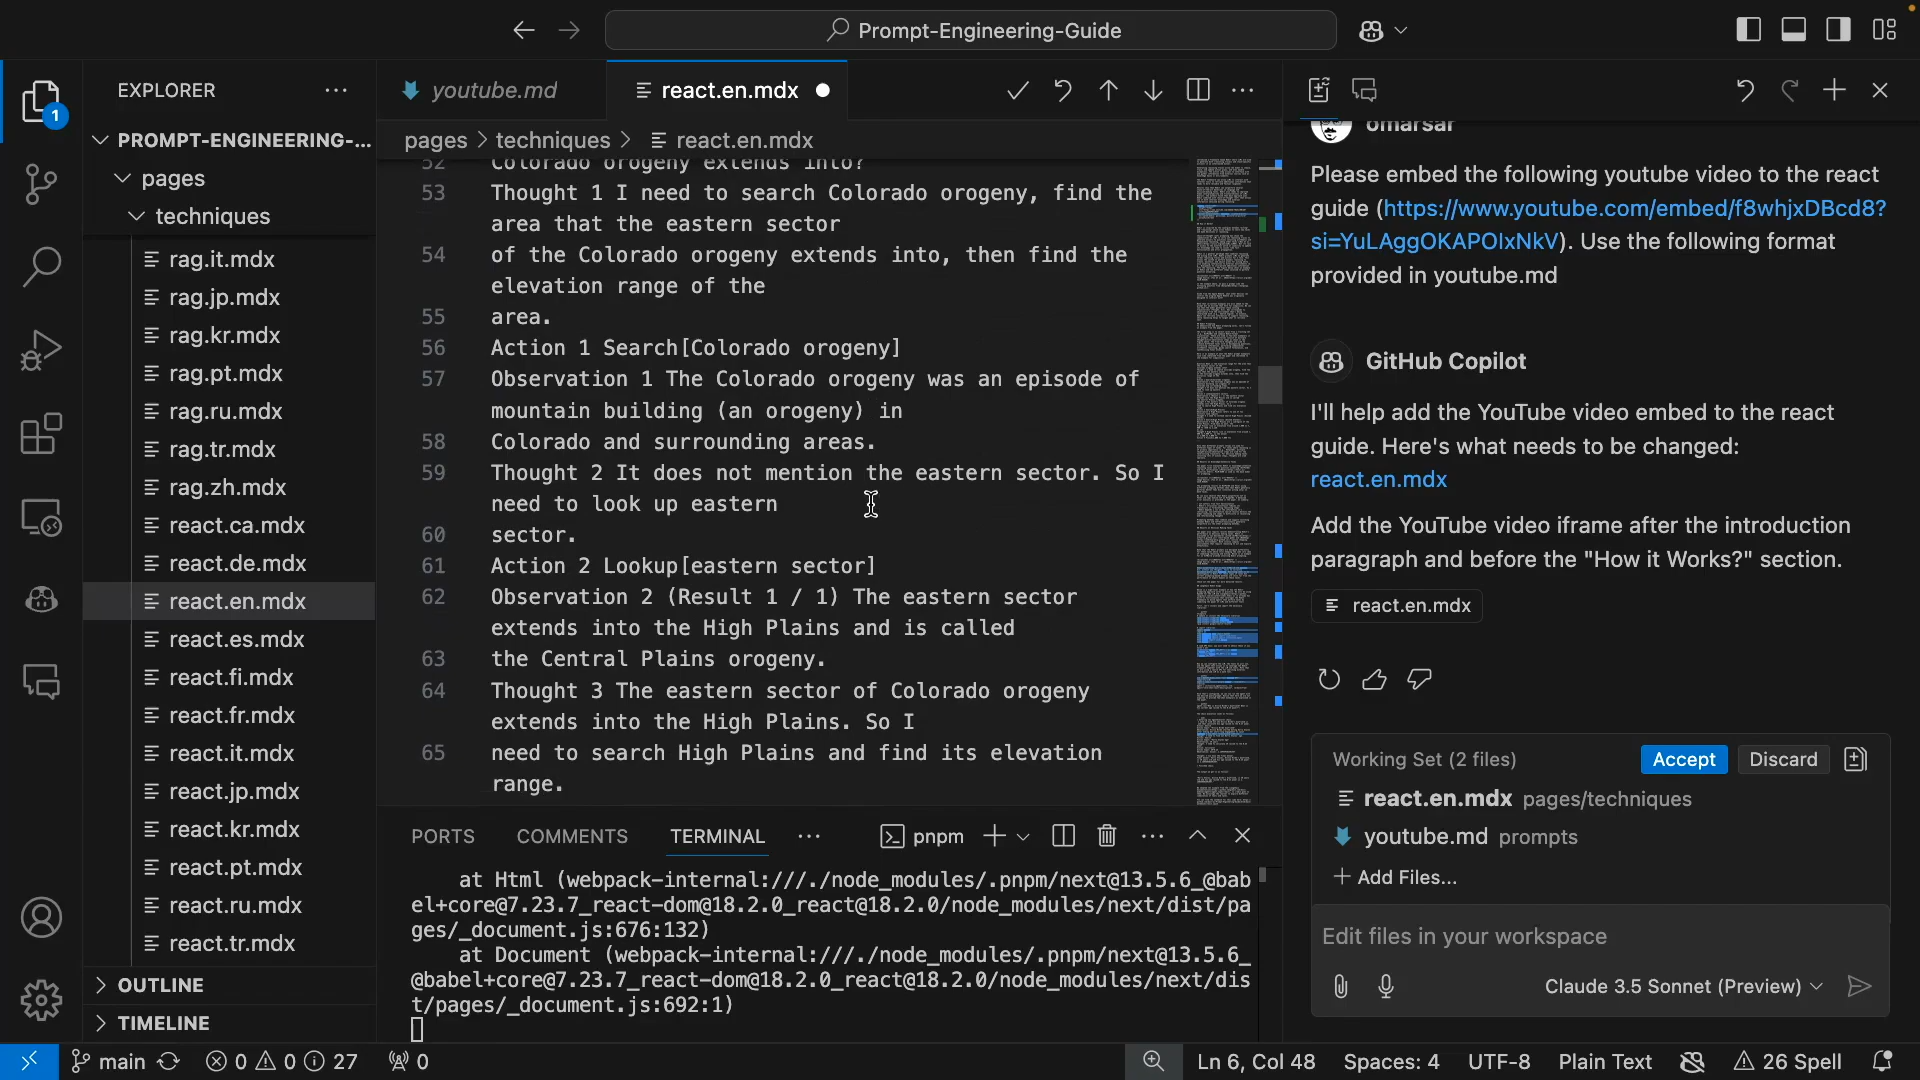 Prompt-Engineering-Guide
1
EXPLORER
PROMPT-ENGINEERING-...
pages
techniques
rag.it.mdx
rag.jp.mdx
rag.kr.mdx
rag.pt.mdx
rag.ru.mdx
rag.tr.mdx
rag.zh.mdx
react.ca.mdx
react.de.mdx
react.en.mdx
react.es.mdx
react.fi.mdx
react.fr.mdx
react.it.mdx
react.jp.mdx
react.kr.mdx
react.pt.mdx
react.ru.mdx
react.tr.mdx
OUTLINE
TIMELINE
youtube.md
react.en.mdx
pages > techniques > react.en.mdx
52 Colorado orogeny extends into?
53 Thought 1 I need to search Colorado orogeny, find the
area that the eastern sector
54 of the Colorado orogeny extends into, then find the
elevation range of the
55 area.
56 Action 1 Search[Colorado orogeny]
57 Observation 1 The Colorado orogeny was an episode of
mountain building (an orogeny) in
58 Colorado and surrounding areas.
59 Thought 2 It does not mention the eastern sector. So I
need to look up eastern
60 sector.
61 Action 2 Lookup[eastern sector]
62 Observation 2 (Result 1 / 1) The eastern sector
extends into the High Plains and is called
63 the Central Plains orogeny.
64 Thought 3 The eastern sector of Colorado orogeny
extends into the High Plains. So I
65 need to search High Plains and find its elevation
range.
PORTS COMMENTS TERMINAL ... pnpm
at Html (webpack-internal:///./node_modules/.pnpm/next@13.5.6_@bab
el+core@7.23.7_react-dom@18.2.0_react@18.2.0/node_modules/next/dist/pa
ges/_document.js:676:132)
at Document (webpack-internal:///./node_modules/.pnpm/next@13.5.6_
@babel+core@7.23.7_react-dom@18.2.0_react@18.2.0/node_modules/next/dis
t/pages/_document.js:692:1)
omarsar
Please embed the following youtube video to the react
guide (https://www.youtube.com/embed/f8whjxDBcd8?
si=YuLAggOKAPOIxNkV). Use the following format
provided in youtube.md
GitHub Copilot
I'll help add the YouTube video embed to the react
guide. Here's what needs to be changed:
react.en.mdx
Add the YouTube video iframe after the introduction
paragraph and before the "How it Works?" section.
react.en.mdx
Working Set (2 files) Accept Discard
react.en.mdx pages/techniques
youtube.md prompts
+ Add Files...
Edit files in your workspace
Claude 3.5 Sonnet (Preview)
main 0 0 27 0 Ln 6, Col 48 Spaces: 4 UTF-8 Plain Text 26 Spell